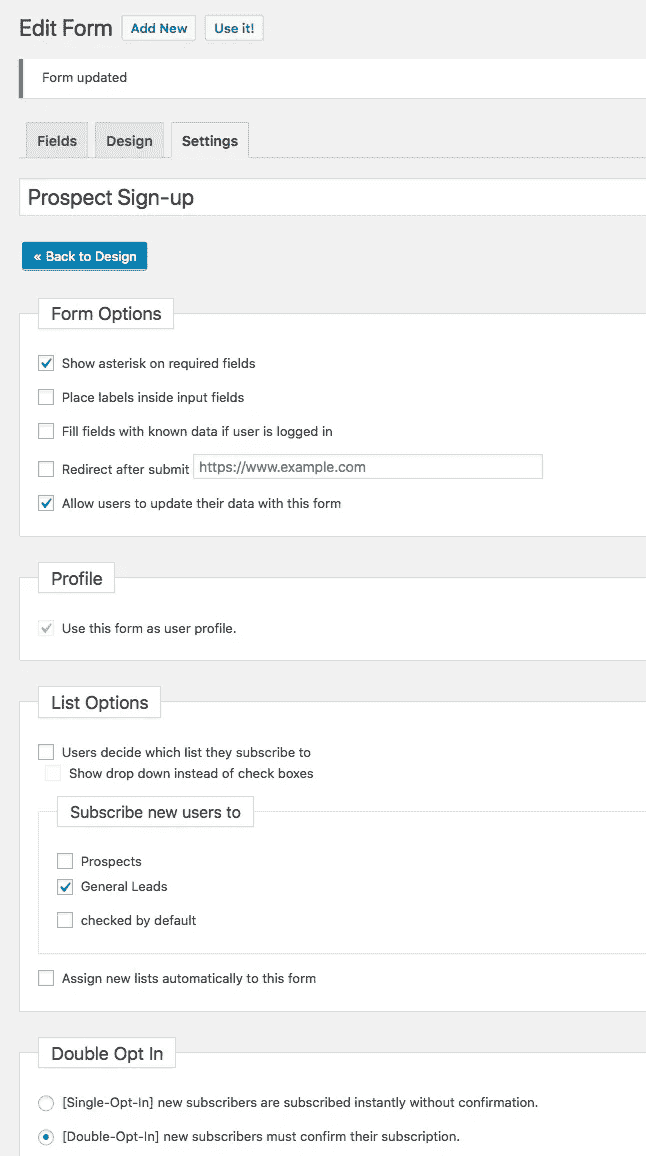 Edit Form Add New Use it!
Form updated
Fields Design Settings
Prospect Sign-up
« Back to Design
Form Options
Show asterisk on required fields
Place labels inside input fields
Fill fields with known data if user is logged in
Redirect after submit https://www.example.com
Allow users to update their data with this form
Profile
Use this form as user profile.
List Options
Users decide which list they subscribe to
Show drop down instead of check boxes
Subscribe new users to
Prospects
General Leads
checked by default
Assign new lists automatically to this form
Double Opt In
[Single-Opt-In] new subscribers are subscribed instantly without confirmation.
[Double-Opt-In] new subscribers must confirm their subscription.